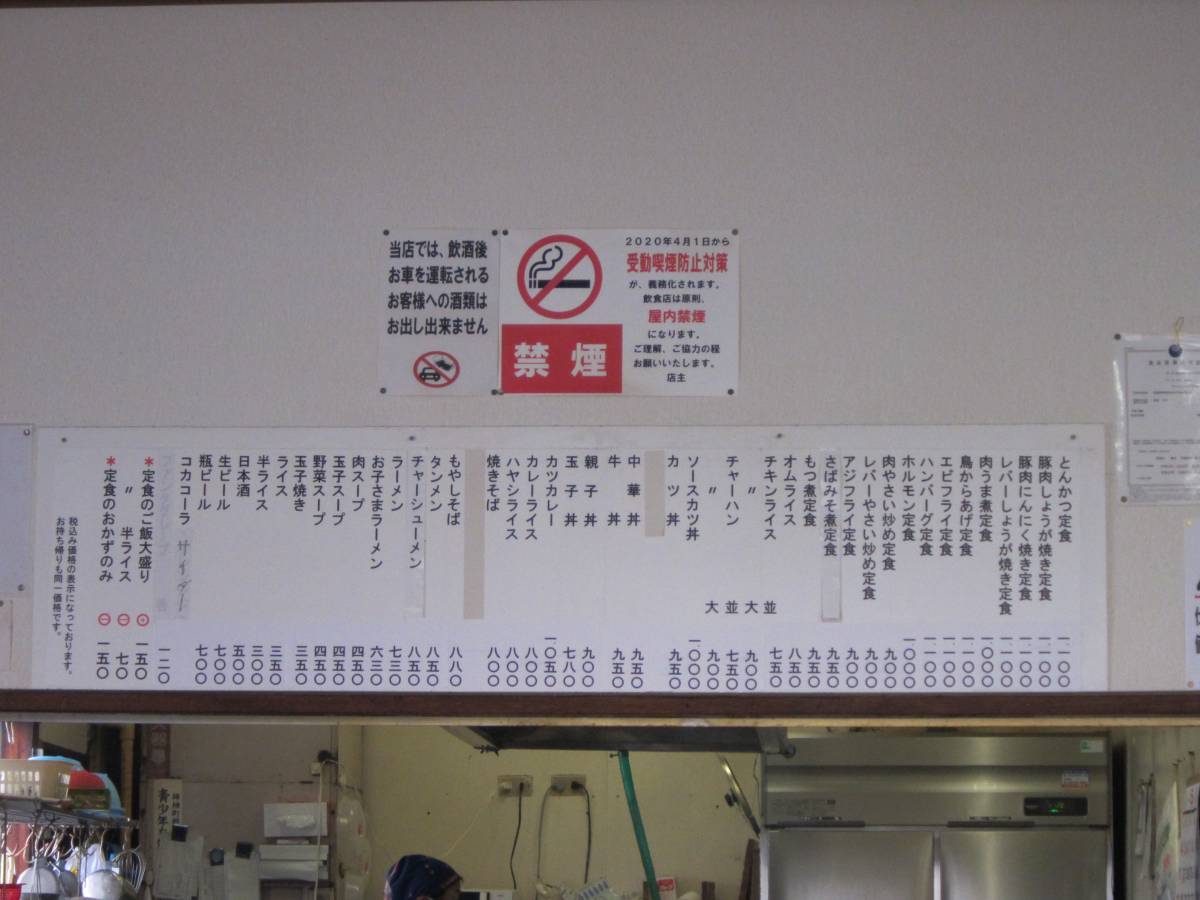 当店では、飲酒後
お車を運転される
お客様への酒類は
お出し出来ません
禁煙
2020年4月1日から
受動喫煙防止対策
が、義務化されます。
飲食店は原則、
屋内禁煙
になります。
ご理解、ご協力の程
お願いいたします。
店主
とんかつ定食 一一〇〇
豚肉しょうが焼き定食 一一〇〇
豚肉にんにく焼き定食 一一〇〇
レバーしょうが焼き定食 一一〇〇
肉うま煮定食 一〇〇〇
鳥からあげ定食 一一〇〇
エビフライ定食 一一〇〇
ハンバーグ定食 一一〇〇
ホルモン定食 一〇〇〇
肉やさい炒め定食 九〇〇
レバーやさい炒め定食 九〇〇
アジフライ定食 九〇〇
さばみそ煮定食 九五〇
もつ煮定食 九五〇
オムライス 八五〇
チキンライス 並 七五〇
〃 大 九〇〇
チャーハン 並 七五〇
〃 大 九〇〇
ソースカツ丼 一〇〇〇
カツ丼 九五〇
中華丼 九五〇
牛丼 九五〇
親子丼 九〇〇
玉子丼 七八〇
カツカレー 一〇五〇
カレーライス 八〇〇
ハヤシライス 八〇〇
焼きそば 八〇〇
もやしそば 八八〇
タンメン 八五〇
チャーシューメン 八五〇
ラーメン 七三〇
お子さまラーメン 六三〇
肉スープ 四五〇
玉子スープ 四五〇
野菜スープ 四五〇
玉子焼き 三五〇
ライス 三五〇
半ライス 三〇〇
日本酒 五〇〇
生ビール 七〇〇
瓶ビール 七〇〇
コカコーラ サイダー 一二〇
*定食のご飯大盛り ⊕ 一五〇
〃 半ライス ⊖ 七〇
*定食のおかずのみ ⊖ 一五〇
税込み価格の表示になっております。
お持ち帰りも同一価格です。
青少年